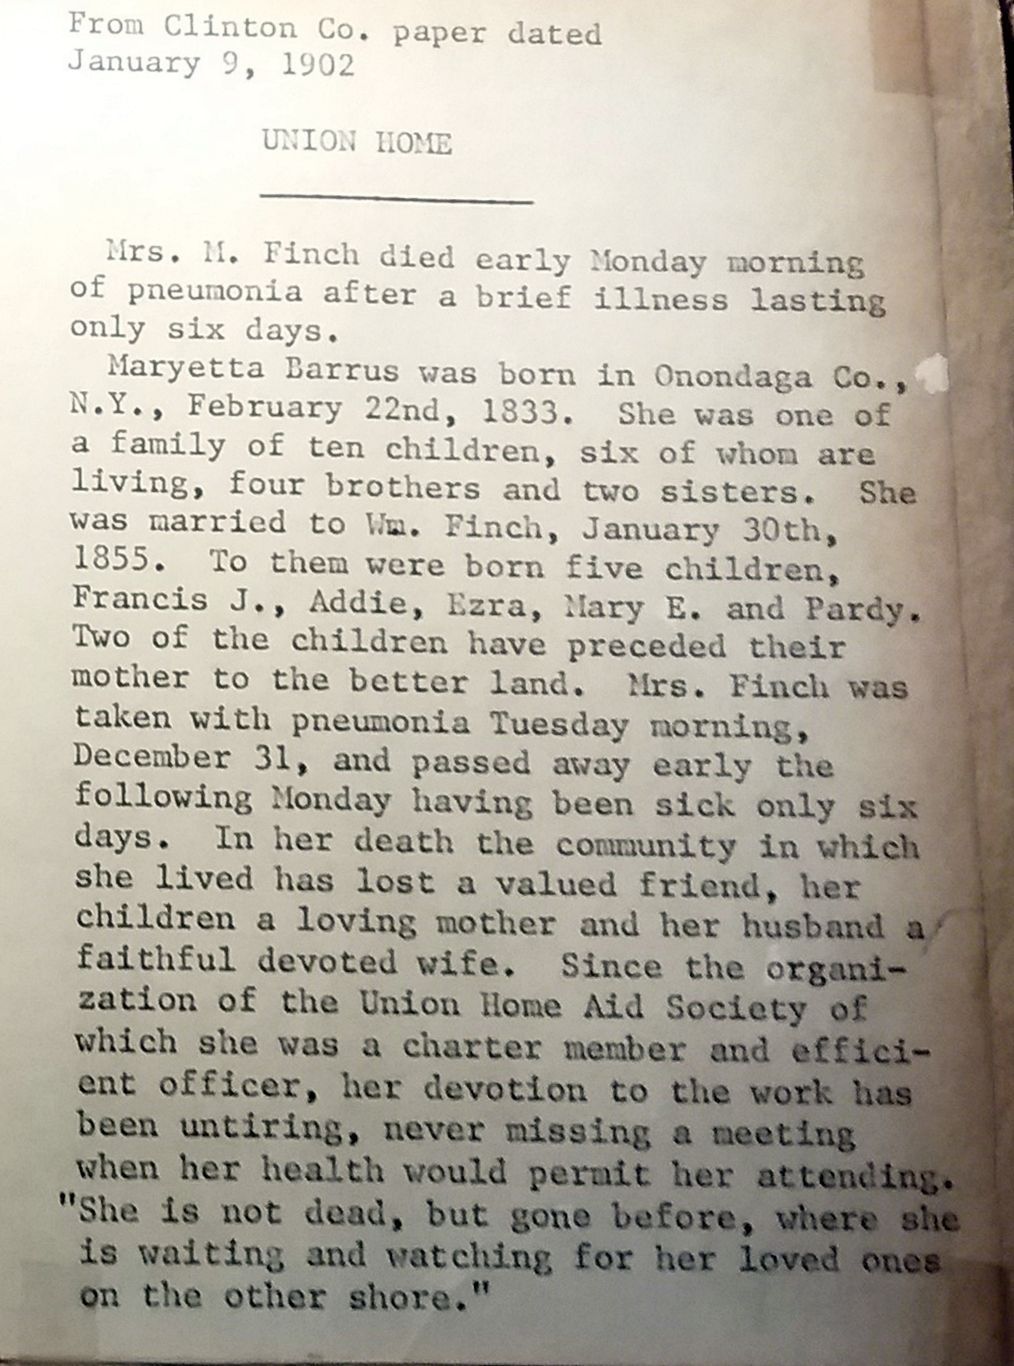 From Clinton Co. paper dated
January 9, 1902
UNION HOME
Mrs. M. Finch died early Monday morning
of pneumonia after a brief illness lasting
only six days.
Maryetta Barrus was born in Onondaga Co.,
N.Y., February 22nd, 1833.  She was one of
a family of ten children, six of whom are
living, four brothers and two sisters.  She
was married to Wm. Finch, January 30th,
1855.  To them were born five children,
Francis J., Addie, Ezra, Mary E. and Pardy.
Two of the children have preceded their
mother to the better land.  Mrs. Finch was
taken with pneumonia Tuesday morning,
December 31, and passed away early the
following Monday having been sick only six
days.  In her death the community in which
she lived has lost a valued friend, her
children a loving mother and her husband a
faithful devoted wife.  Since the organi-
zation of the Union Home Aid Society of
which she was a charter member and effici-
ent officer, her devotion to the work has
been untiring, never missing a meeting
when her health would permit her attending.
"She is not dead, but gone before, where she
is waiting and watching for her loved ones
on the other shore."